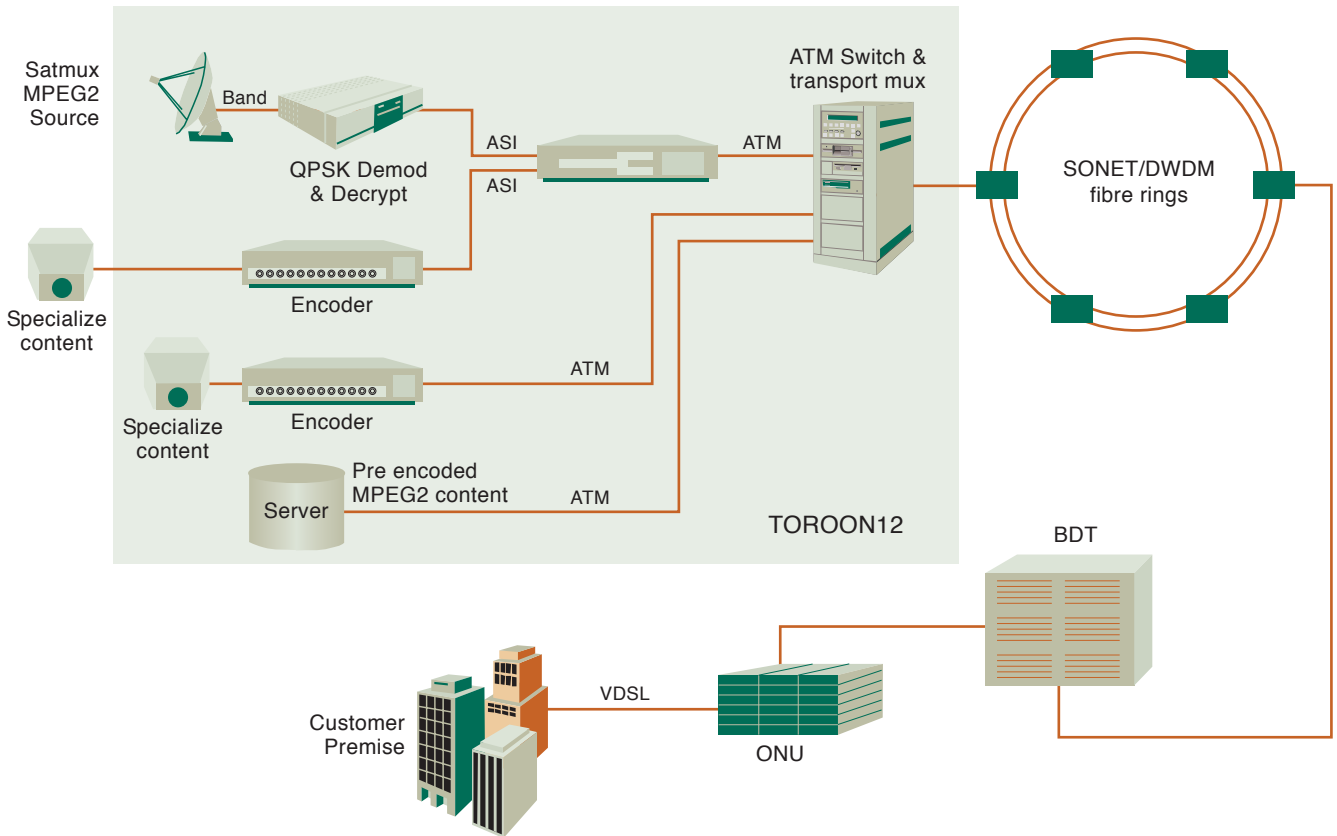 Satmux
MPEG2
Source
Band
QPSK Demod
& Decrypt
ASI
ASI
ATM
ATM Switch &
transport mux
SONET/DWDM
fibre rings
Specialize
content
Encoder
Specialize
content
Encoder
ATM
Server
Pre encoded
MPEG2 content
ATM
TOROON12
BDT
Customer
Premise
VDSL
ONU